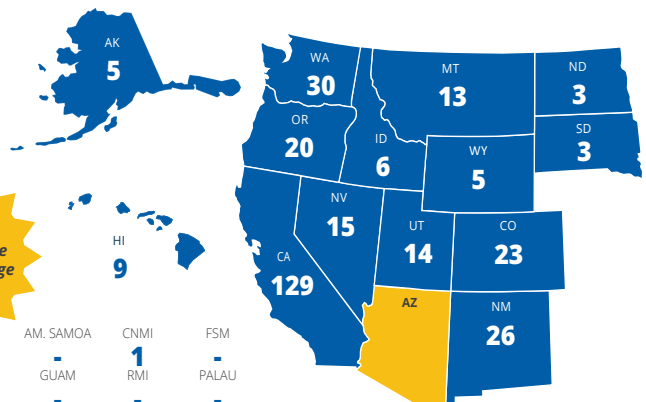 AK
5
WA
30
MT
13
ND
3
OR
20
ID
6
SD
3
WY
5
NV
15
UT
14
CO
23
HI
9
CA
129
AZ
NM
26
AM. SAMOA
CNMI
FSM
-
1
-
GUAM
RMI
PALAU
-
-
-